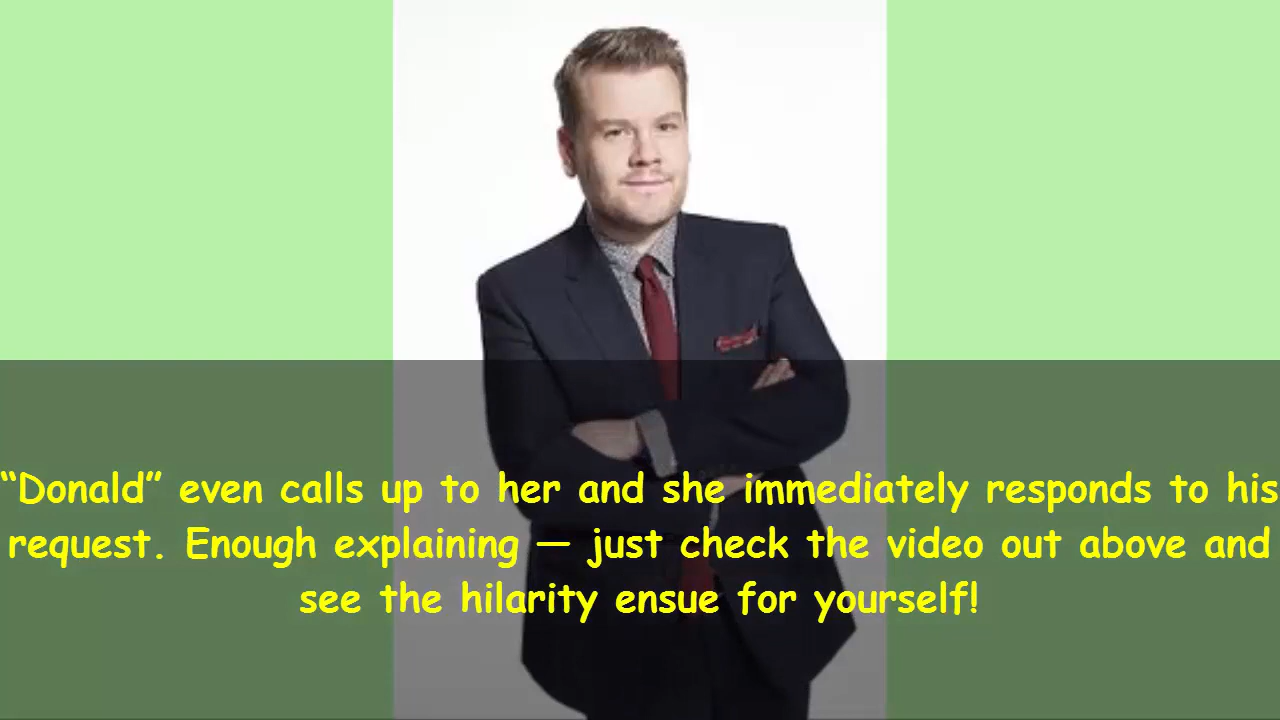 “Donald” even calls up to her and she immediately responds to his
request. Enough explaining — just check the video out above and
see the hilarity ensue for yourself!